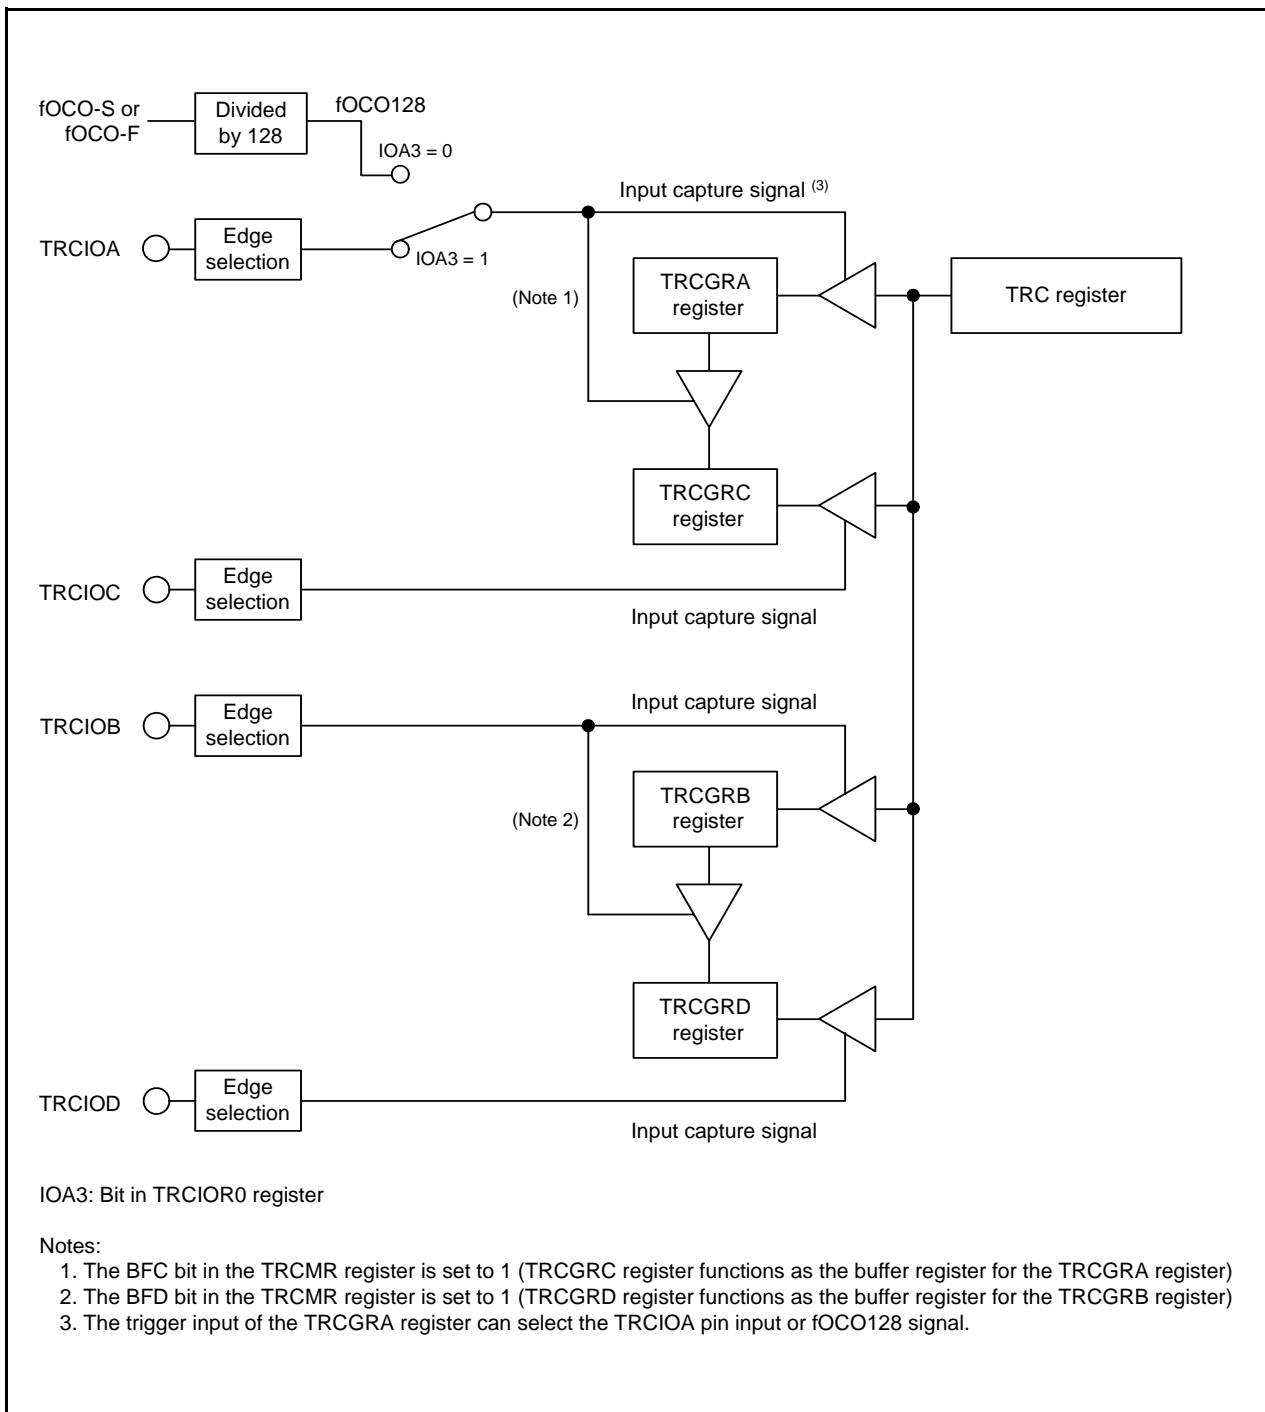 fOCO-S or
fOCO-F
Divided
by 128
fOCO128
IOA3 = 0
Input capture signal (3)
TRCIOA
Edge
selection
IOA3 = 1
(Note 1)
TRCGRA
register
TRC register
TRCGRC
register
TRCIOC
Edge
selection
Input capture signal
TRCIOB
Edge
selection
Input capture signal
(Note 2)
TRCGRB
register
TRCGRD
register
TRCIOD
Edge
selection
Input capture signal
IOA3: Bit in TRCIOR0 register
Notes:
1. The BFC bit in the TRCMR register is set to 1 (TRCGRC register functions as the buffer register for the TRCGRA register)
2. The BFD bit in the TRCMR register is set to 1 (TRCGRD register functions as the buffer register for the TRCGRB register)
3. The trigger input of the TRCGRA register can select the TRCIOA pin input or fOCO128 signal.